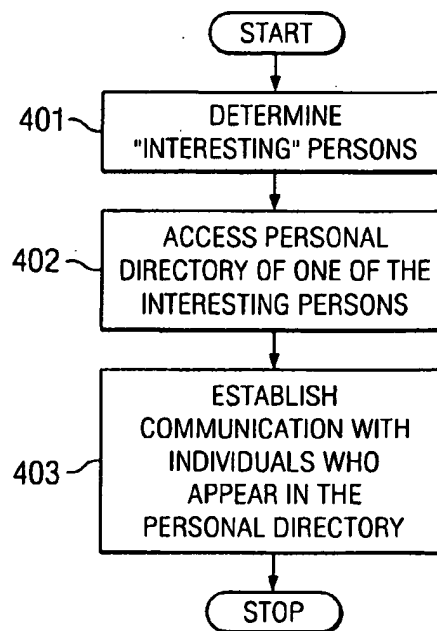 START
401
DETERMINE
"INTERESTING" PERSONS
402
ACCESS PERSONAL
DIRECTORY OF ONE OF THE
INTERESTING PERSONS
403
ESTABLISH
COMMUNICATION WITH
INDIVIDUALS WHO
APPEAR IN THE
PERSONAL DIRECTORY
STOP